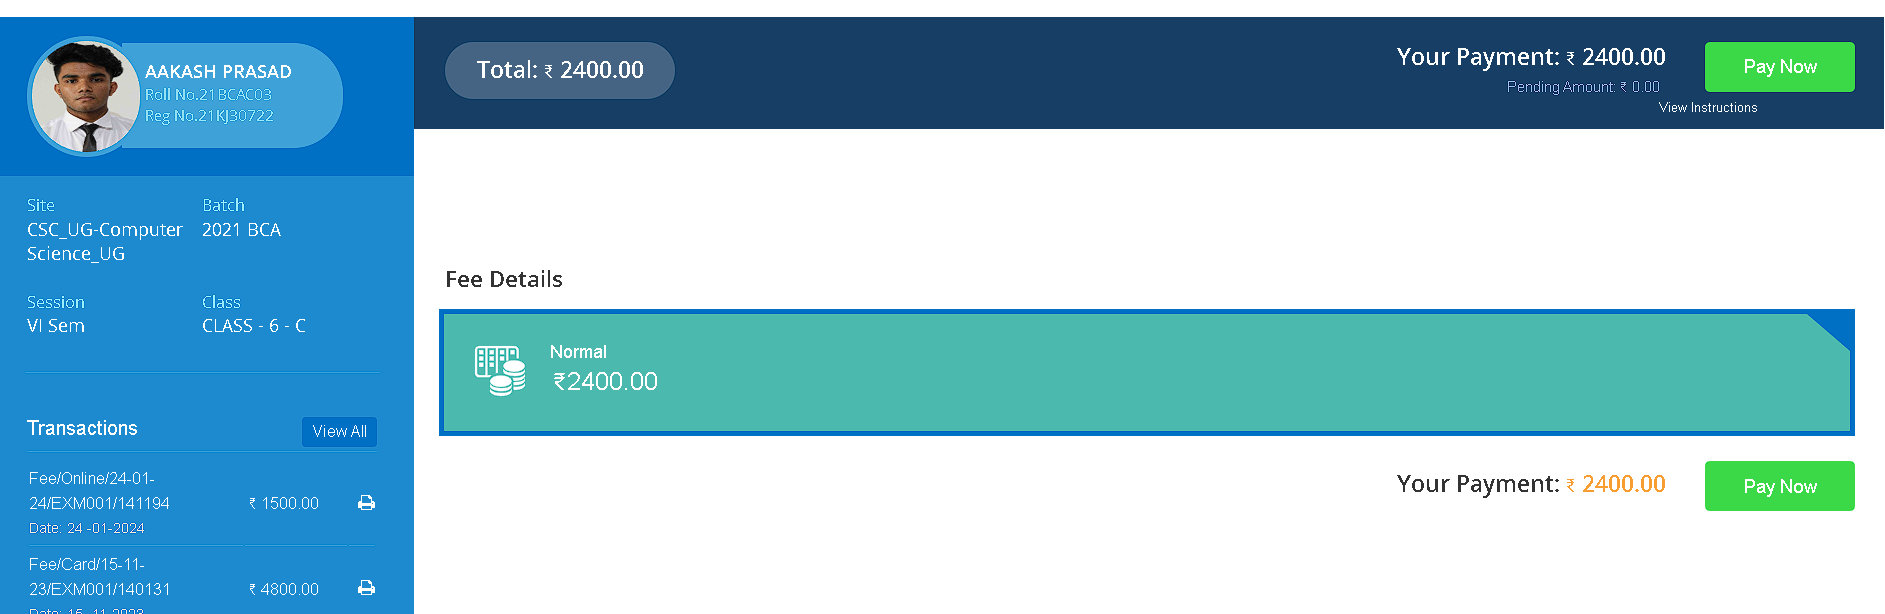 AAKASH PRASAD
Roll No.21BCAC03
Reg No.21KJ30722
Site
CSC_UG-Computer
Science_UG
Batch
2021 BCA
Session
VI Sem
Class
CLASS - 6 - C
Transactions
View All
Fee/Online/24-01-
24/EXM001/141194
₹ 1500.00
Date: 24 -01-2024
Fee/Card/15-11-
23/EXM001/140131
₹ 4800.00
Date: 15 -11-2023
Total: ₹ 2400.00
Your Payment: ₹ 2400.00
Pending Amount: ₹ 0.00
Pay Now
View Instructions
Fee Details
Normal
₹2400.00
Your Payment: ₹ 2400.00
Pay Now